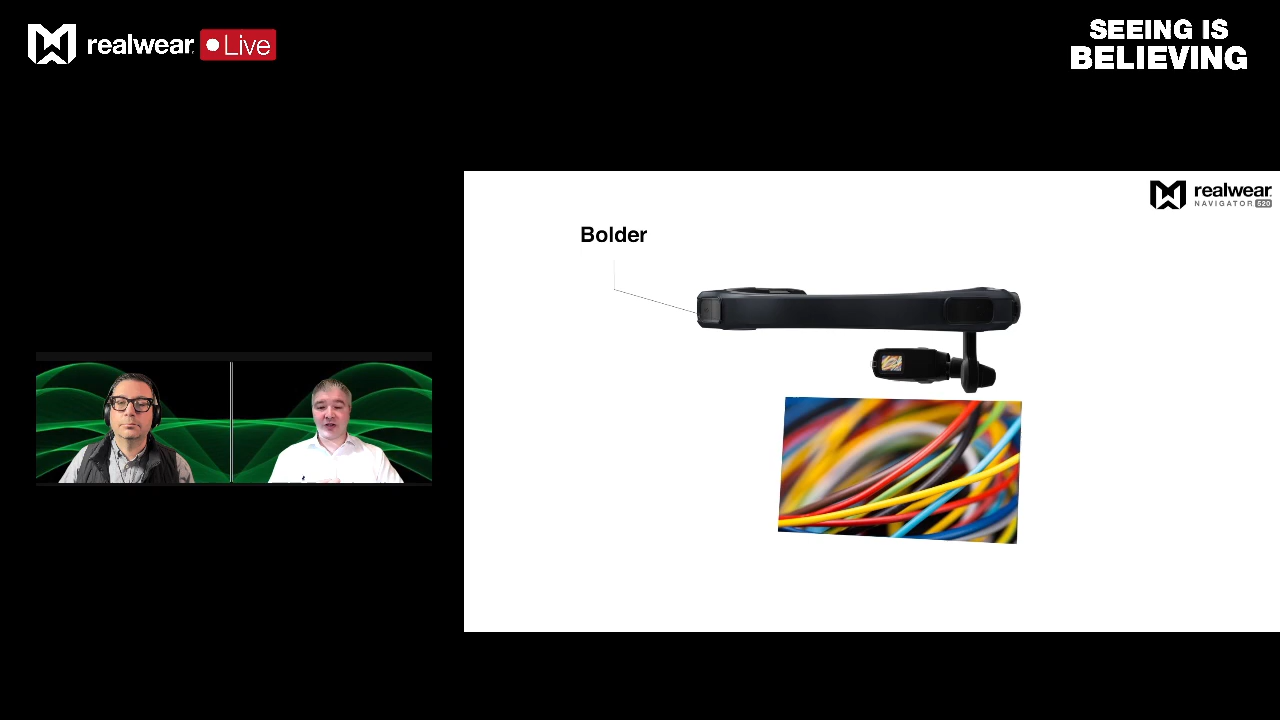 realwear
Live
SEEING IS
BELIEVING
realwear
NAVIGATOR 520
Bolder